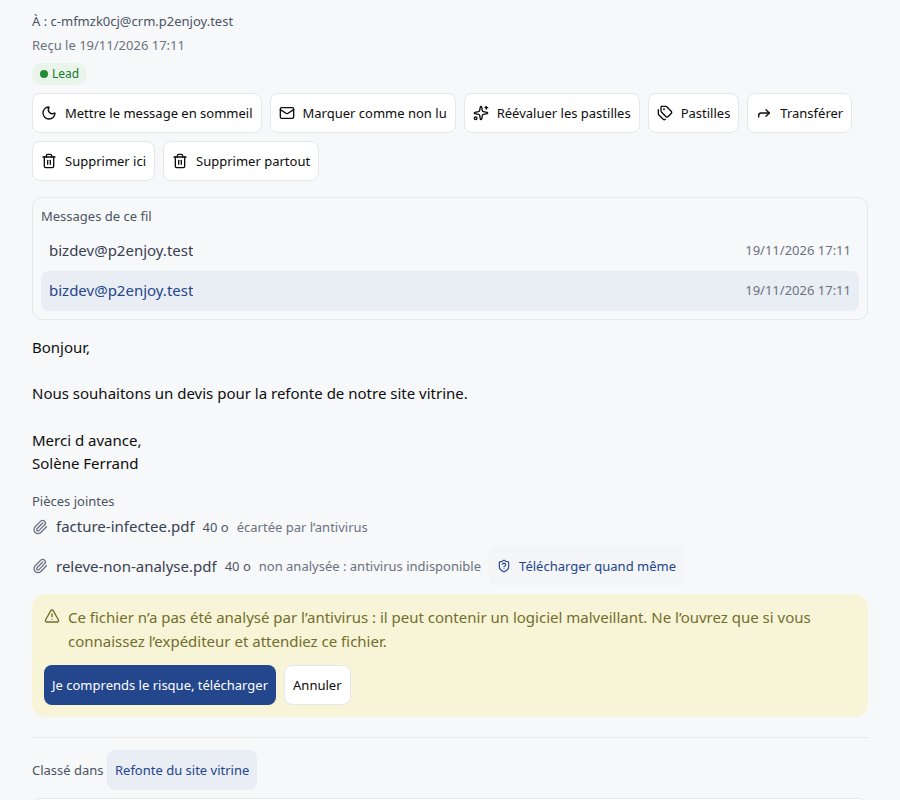 À : c-mfmzk0cj@crm.p2enjoy.test
Reçu le 19/11/2026 17:11
Lead
Mettre le message en sommeil Marquer comme non lu Réévaluer les pastilles Pastilles Transférer
Supprimer ici Supprimer partout
Messages de ce fil
bizdev@p2enjoy.test 19/11/2026 17:11
bizdev@p2enjoy.test 19/11/2026 17:11
Bonjour,
Nous souhaitons un devis pour la refonte de notre site vitrine.
Merci d avance,
Solène Ferrand
Pièces jointes
facture-infectee.pdf 40 o écartée par l’antivirus
releve-non-analyse.pdf 40 o non analysée : antivirus indisponible Télécharger quand même
Ce fichier n’a pas été analysé par l’antivirus : il peut contenir un logiciel malveillant. Ne l’ouvrez que si vous
connaissez l’expéditeur et attendiez ce fichier.
Je comprends le risque, télécharger Annuler
Classé dans Refonte du site vitrine